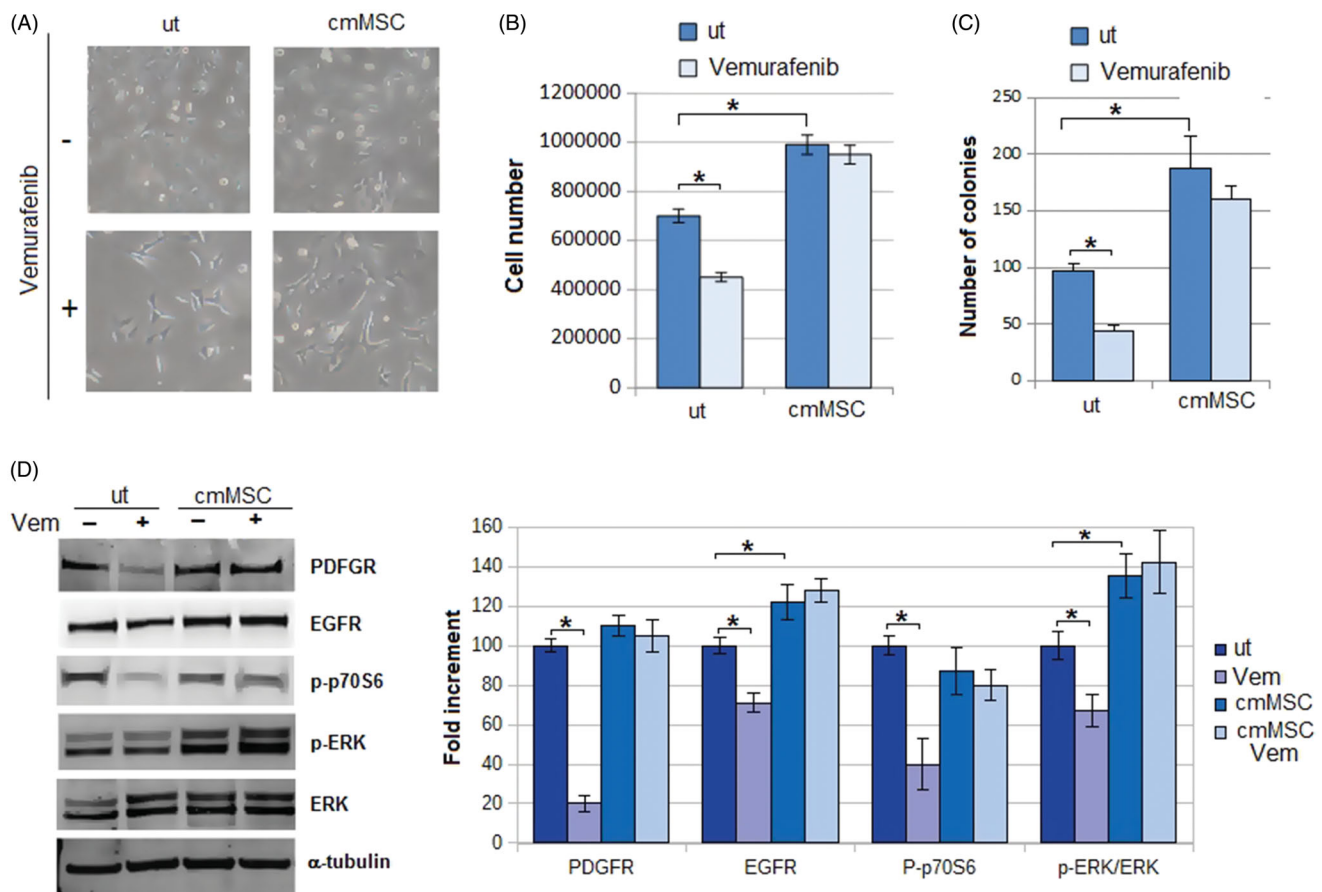 (A)
ut cmMSC
Vemurafenib
-
+
(B)
ut
Vemurafenib
Cell number
1200000
1000000
800000
600000
400000
200000
0
*
*
ut cmMSC
(C)
ut
Vemurafenib
Number of colonies
250
200
150
100
50
0
*
*
ut cmMSC
(D)
ut cmMSC
Vem - + - +
PDFGR
EGFR
p-p70S6
p-ERK
ERK
α-tubulin
Fold increment
160
140
120
100
80
60
40
20
0
* * * * * *
PDGFR EGFR P-p70S6 p-ERK/ERK
ut
Vem
cmMSC
cmMSC
Vem